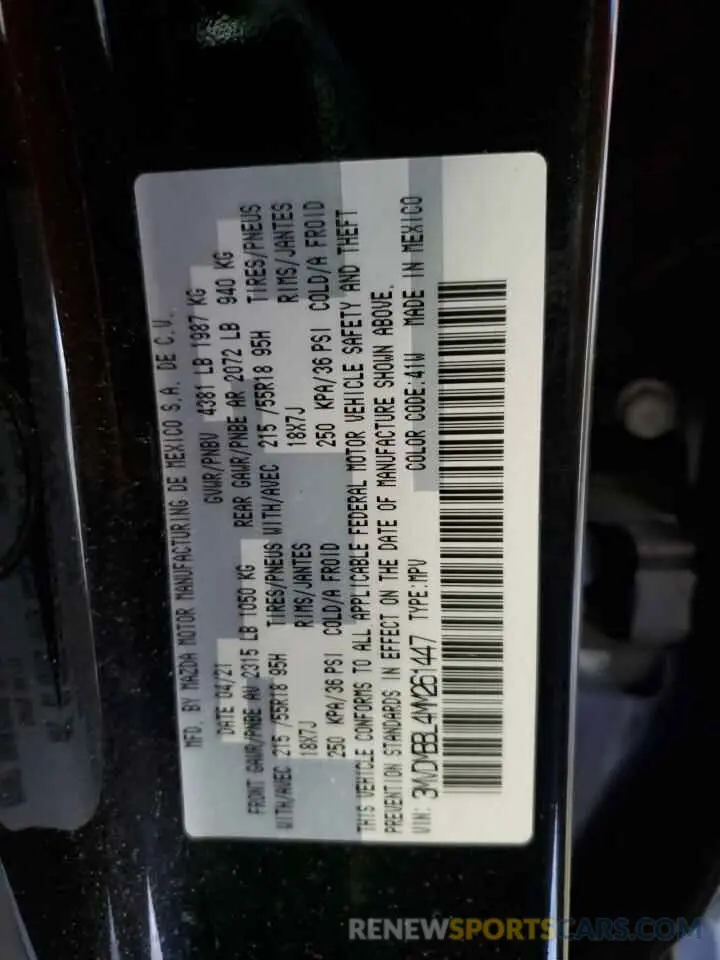 MFD. BY MAZDA MOTOR MANUFACTURING DE MEXICO S.A. DE C.V.
DATE 04/21 GVWR/PNBV 4381 LB 1987 KG
FRONT GAWR/PNBE AV 2315 LB 1050 KG REAR GAWR/PNBE AR 2072 LB 940 KG
WITH/AVEC 215 /55R18 95H TIRES/PNEUS WITH/AVEC 215 /55R18 95H TIRES/PNEUS
18X7J RIMS/JANTES 18X7J RIMS/JANTES
250 KPA/36 PSI COLD/A FROID 250 KPA/36 PSI COLD/A FROID
THIS VEHICLE CONFORMS TO ALL APPLICABLE FEDERAL MOTOR VEHICLE SAFETY AND THEFT
PREVENTION STANDARDS IN EFFECT ON THE DATE OF MANUFACTURE SHOWN ABOVE.
VIN: 3MVDMBBL4MM261447 TYPE:MPV COLOR CODE:41W MADE IN MEXICO
RENEWSPORTSCARS.COM